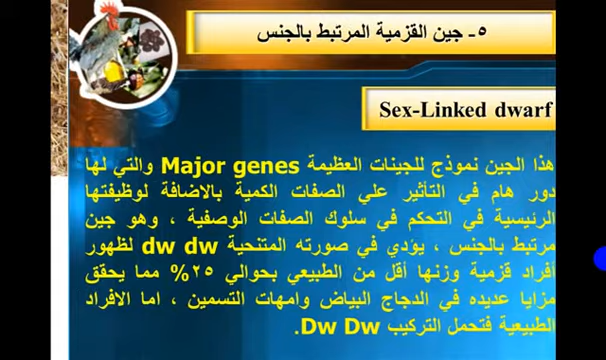 ٥- جين القزمية المرتبط بالجنس
Sex-Linked dwarf
هذا الجين نموذج للجينات العظيمة Major genes والتي لها
دور هام في التأثير علي الصفات الكمية بالاضافة لوظيفتها
الرئيسية في التحكم في سلوك الصفات الوصفية ، وهو جين
مرتبط بالجنس ، يؤدي في صورته المتنحية dw dw لظهور
أفراد قزمية وزنها أقل من الطبيعي بحوالي ٢٥% مما يحقق
مزايا عديده في الدجاج البياض وامهات التسمين ، اما الافراد
الطبيعية فتحمل التركيب Dw Dw.